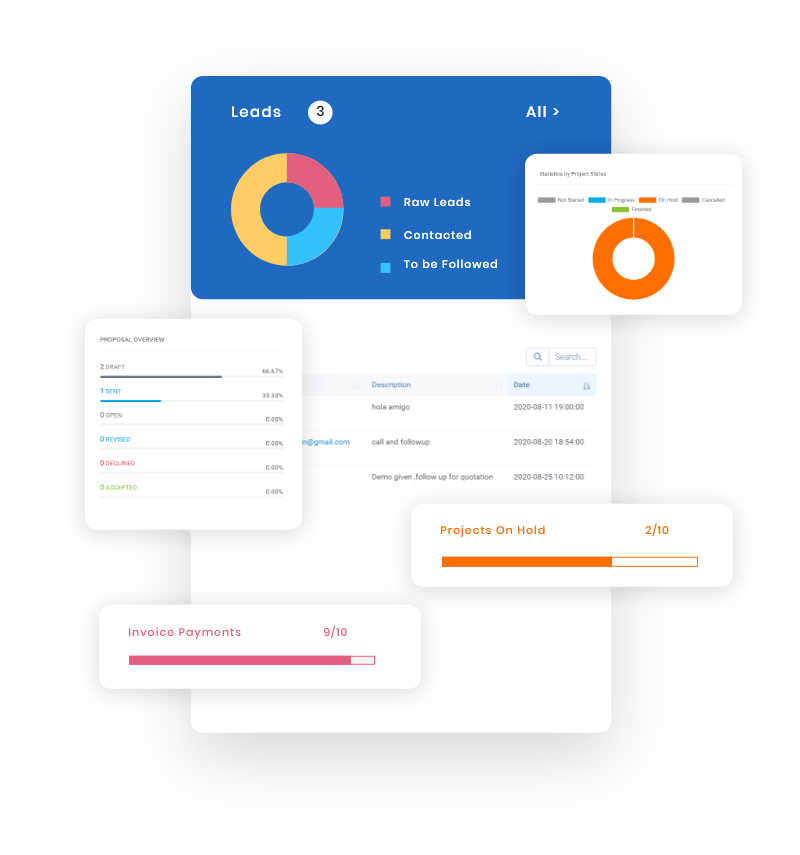 Leads 3 All >
Raw Leads
Contacted
To be Followed
Statistics by Project Status
Not Started In Progress On Hold Cancelled
Finished
PROPOSAL OVERVIEW
2 DRAFT 66.67%
1 SENT 33.33%
0 OPEN 0.00%
0 REVISED 0.00%
0 DECLINED 0.00%
0 ACCEPTED 0.00%
Search...
Description Date
hola amigo 2020-08-11 19:00:00
n@gmail.com call and followup 2020-08-20 18:54:00
Demo given ,follow up for quotation 2020-08-25 10:12:00
Projects On Hold 2/10
Invoice Payments 9/10